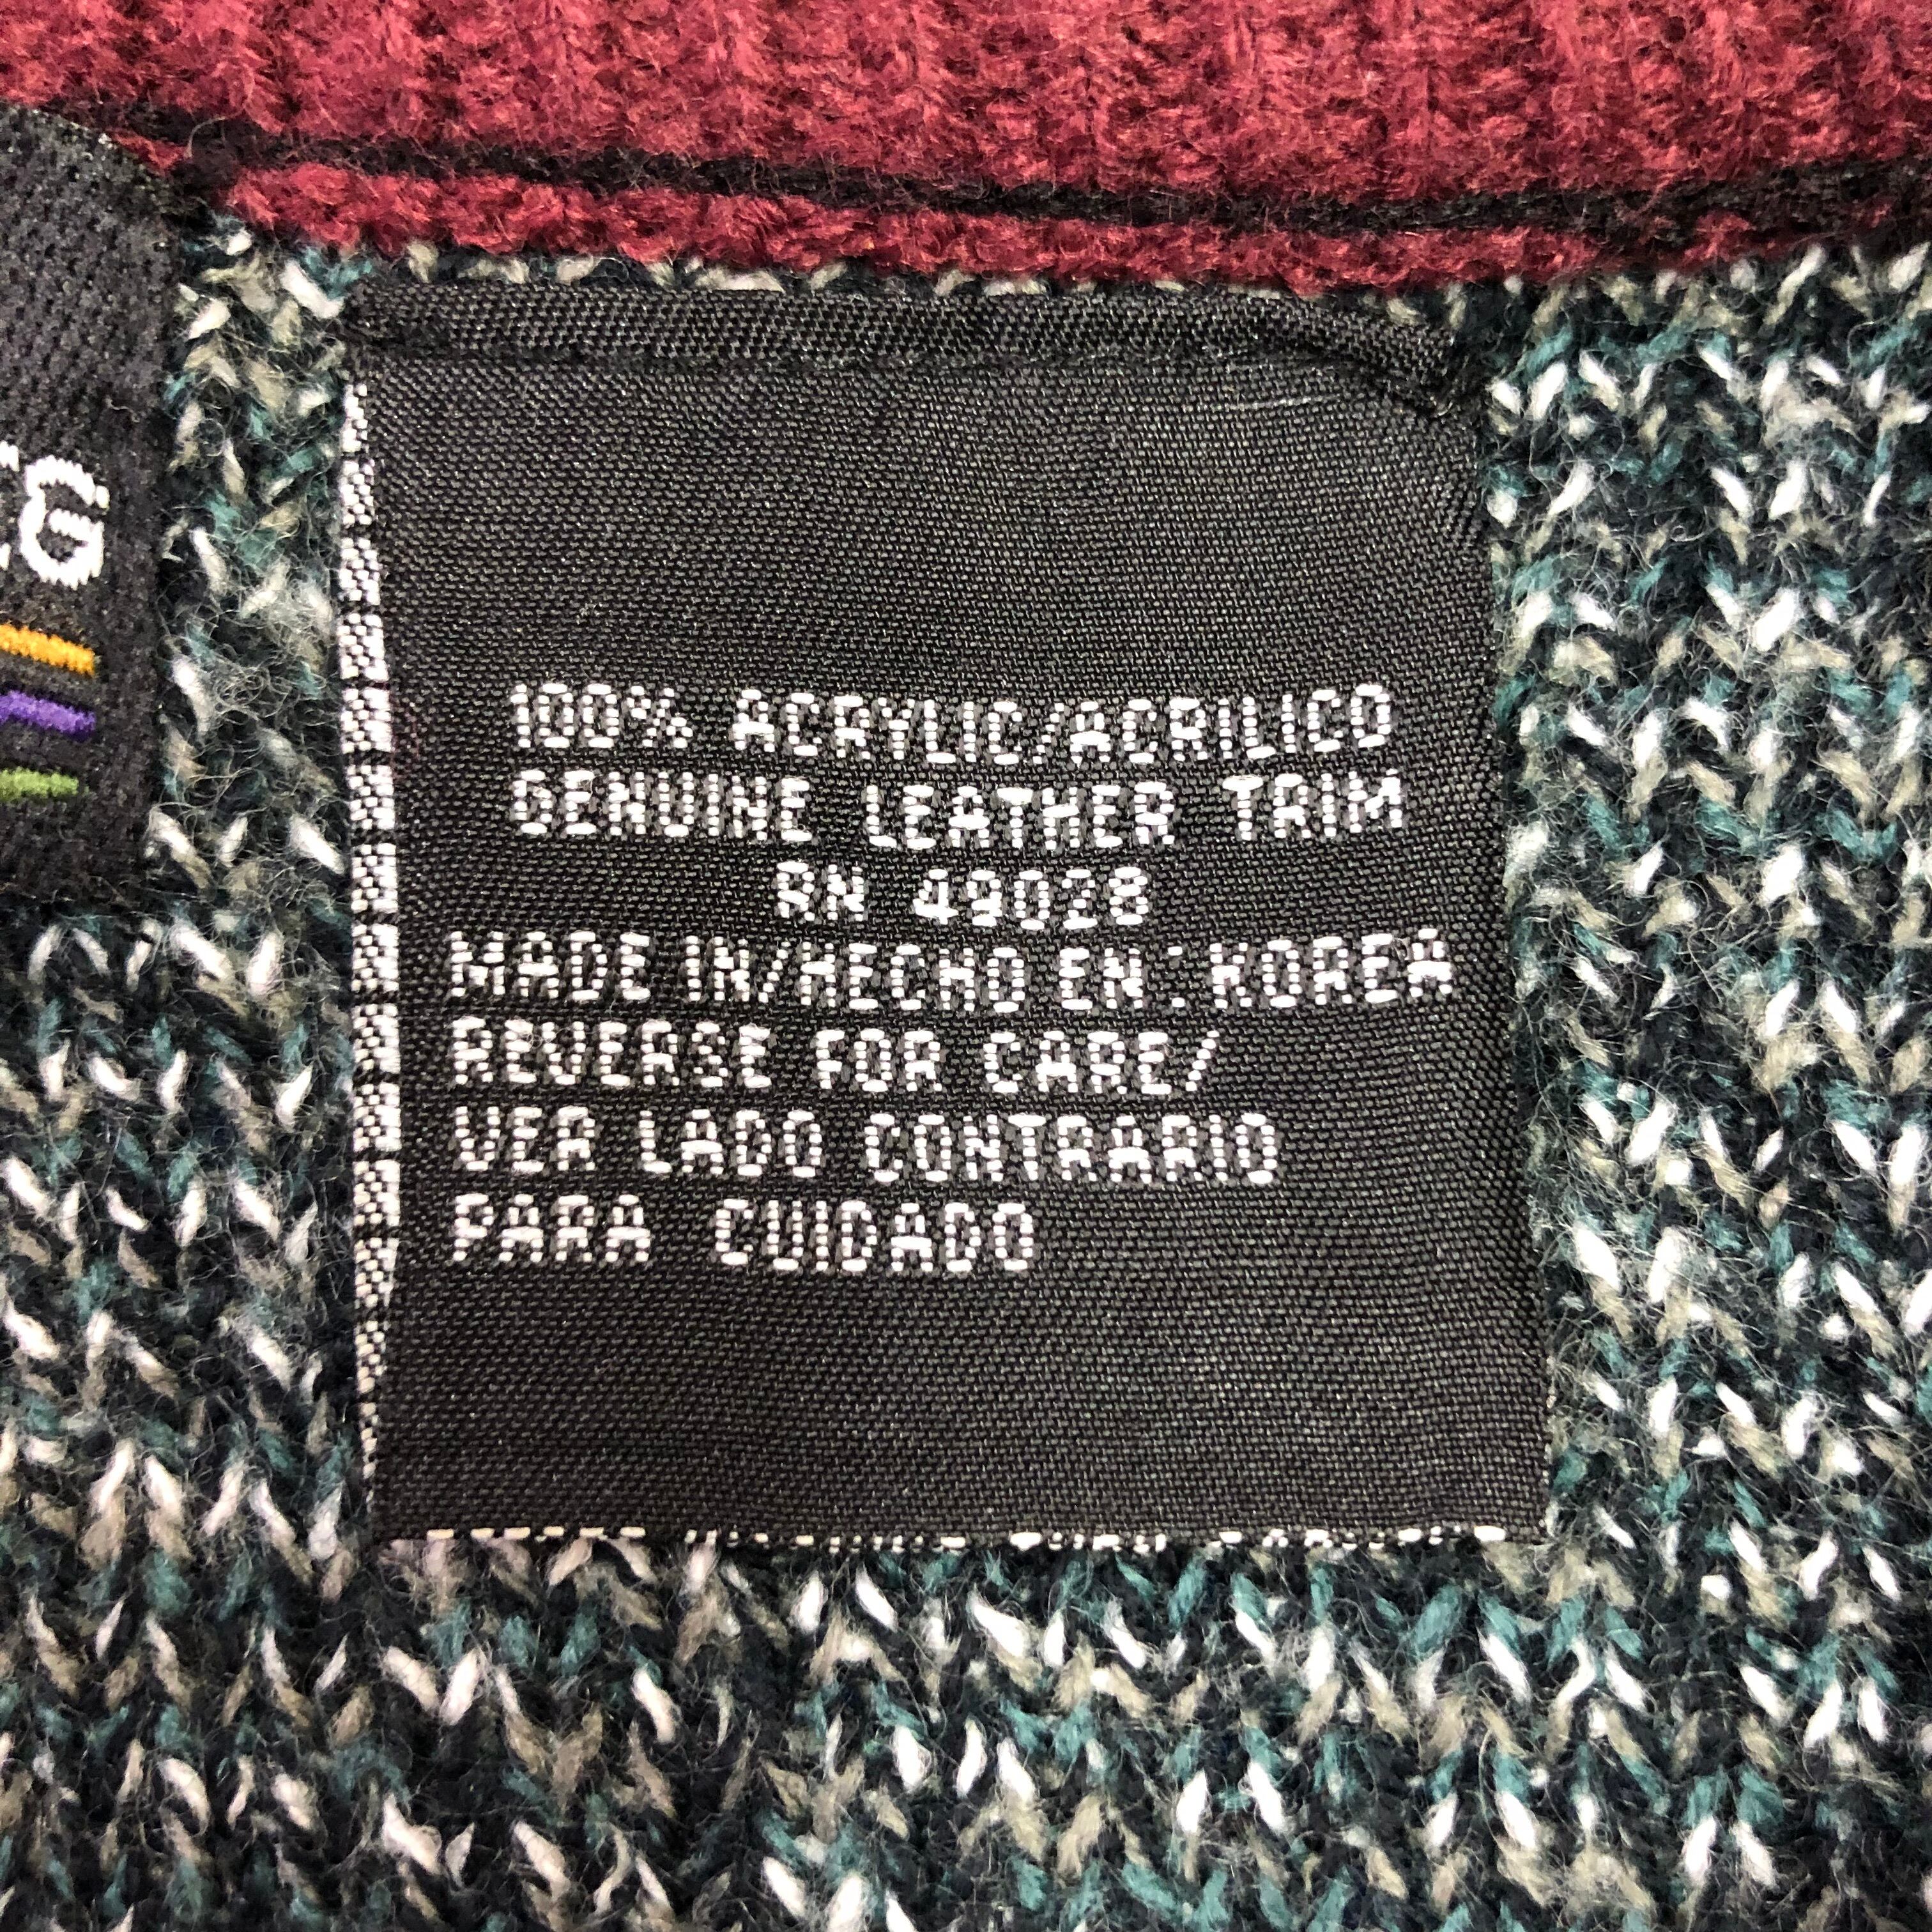 100% ACRYLIC/ACRILICO
GENUINE LEATHER TRIM
RN 49028
MADE IN/HECHO EN: KOREA
REVERSE FOR CARE/
VER LADO CONTRARIO
PARA CUIDADO